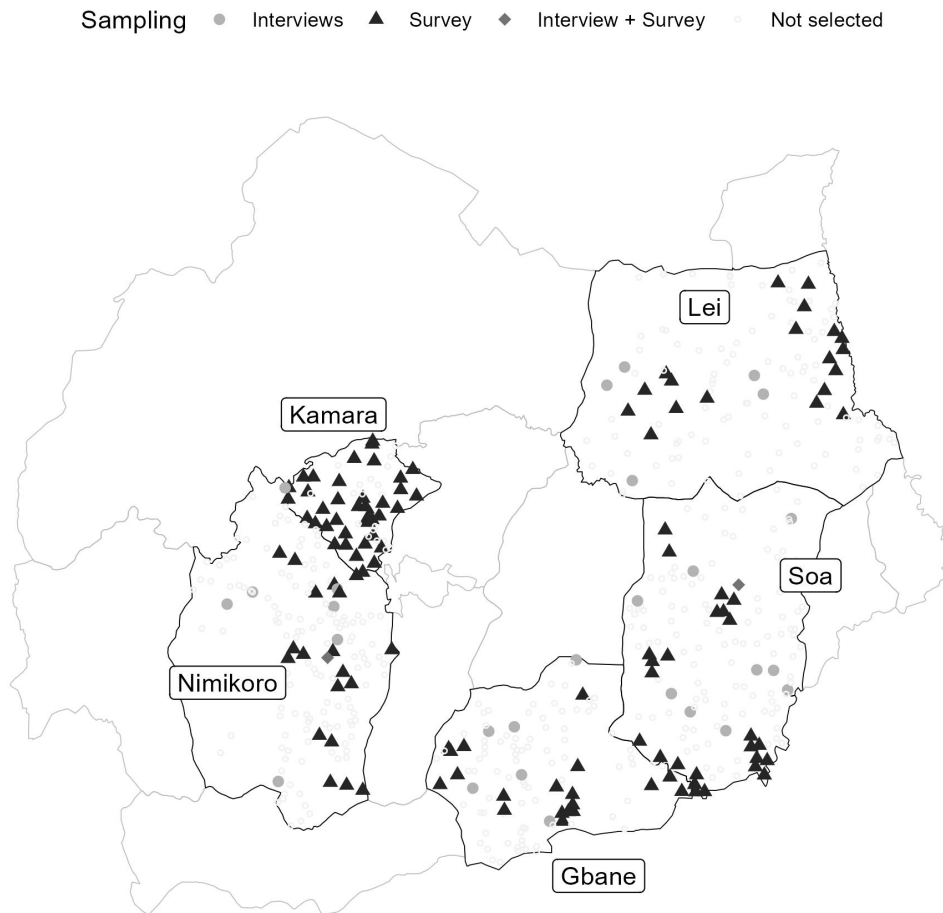 Sampling Interviews Survey Interview + Survey Not selected
Lei
Kamara
Soa
Nimikoro
Gbane